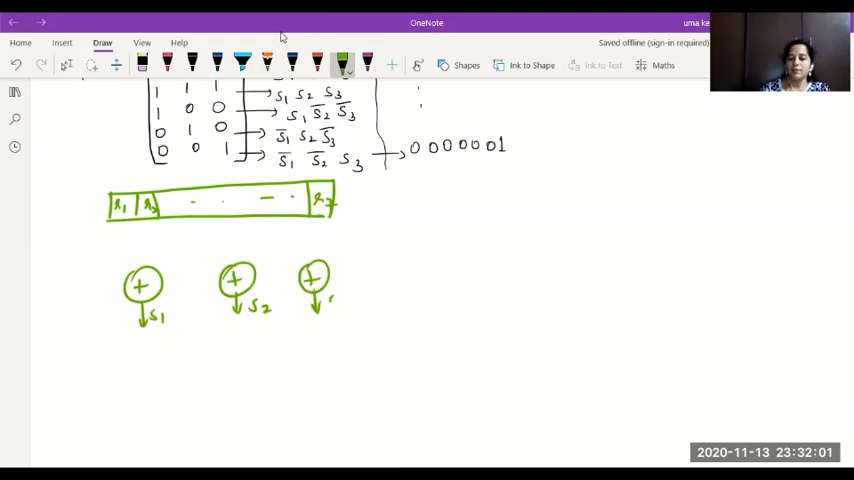 OneNote
uma ke
Home Insert Draw View Help
Saved offline (sign-in required)
Shapes
Ink to Shape
Ink to Text
Maths
1 1 1 → S1 S2 S3
1 0 0 → S1 S̅2 S̅3
0 1 0 → S̅1 S2 S̅3
0 0 1 → S̅1 S̅2 S3 → 0 0 0 0 0 0 1
r1 r2 . . – . r7
+ + +
S1 S2
2020-11-13 23:32:01